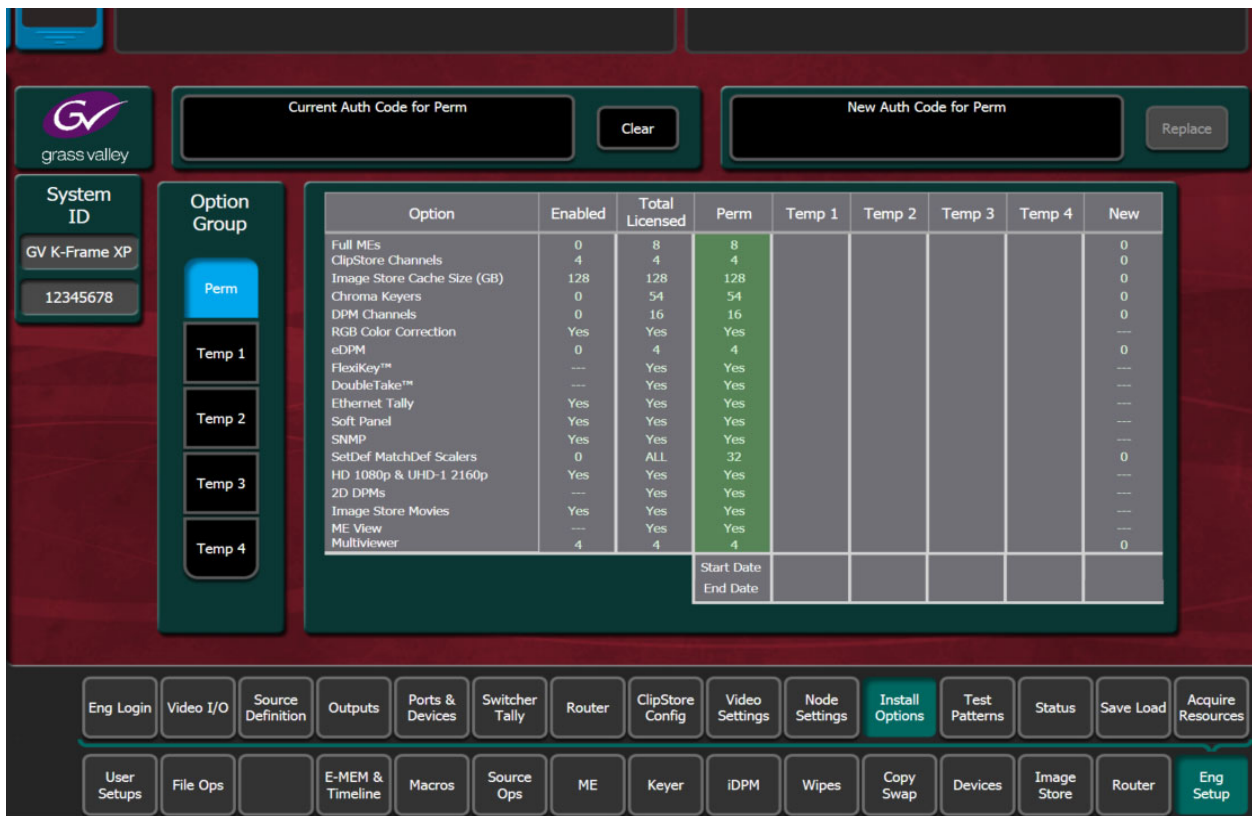 Current Auth Code for Perm
Clear
New Auth Code for Perm
Replace
GV
grass valley
System
ID
GV K-Frame XP
12345678
Option
Group
Perm
Temp 1
Temp 2
Temp 3
Temp 4
Option Enabled Total Licensed Perm Temp 1 Temp 2 Temp 3 Temp 4 New
Full MEs 0 8 8 0
ClipStore Channels 4 4 4 0
Image Store Cache Size (GB) 128 128 128 0
Chroma Keyers 0 54 54 0
DPM Channels 0 16 16 0
RGB Color Correction Yes Yes Yes ---
eDPM 0 4 4 0
FlexiKey™ --- Yes Yes ---
DoubleTake™ --- Yes Yes ---
Ethernet Tally Yes Yes Yes ---
Soft Panel Yes Yes Yes ---
SNMP Yes Yes Yes ---
SetDef MatchDef Scalers 0 ALL 32 0
HD 1080p & UHD-1 2160p Yes Yes Yes ---
2D DPMs --- Yes Yes ---
Image Store Movies Yes Yes Yes ---
ME View --- Yes Yes ---
Multiviewer 4 4 4 0
Start Date
End Date
Eng Login Video I/O Source Definition Outputs Ports & Devices Switcher Tally Router ClipStore Config Video Settings Node Settings Install Options Test Patterns Status Save Load Acquire Resources
User Setups File Ops E-MEM & Timeline Macros Source Ops ME Keyer iDPM Wipes Copy Swap Devices Image Store Router Eng Setup